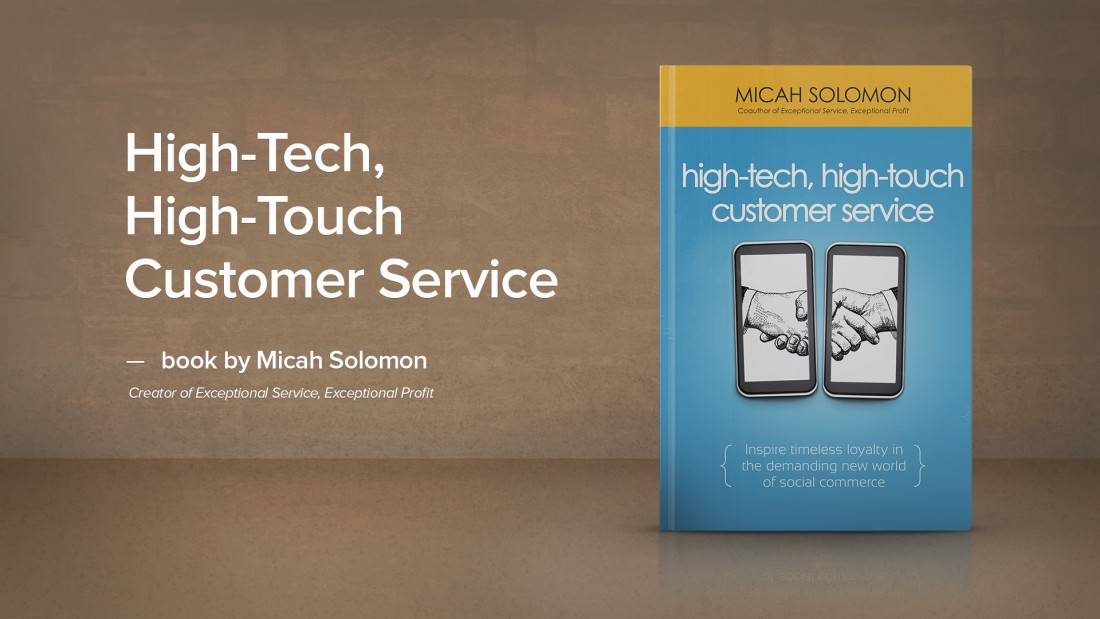 High-Tech,
High-Touch
Customer Service
— book by Micah Solomon
Creator of Exceptional Service, Exceptional Profit
MICAH SOLOMON
Coauthor of Exceptional Service, Exceptional Profit
high-tech, high-touch
customer service
{ Inspire timeless loyalty in
the demanding new world
of social commerce }